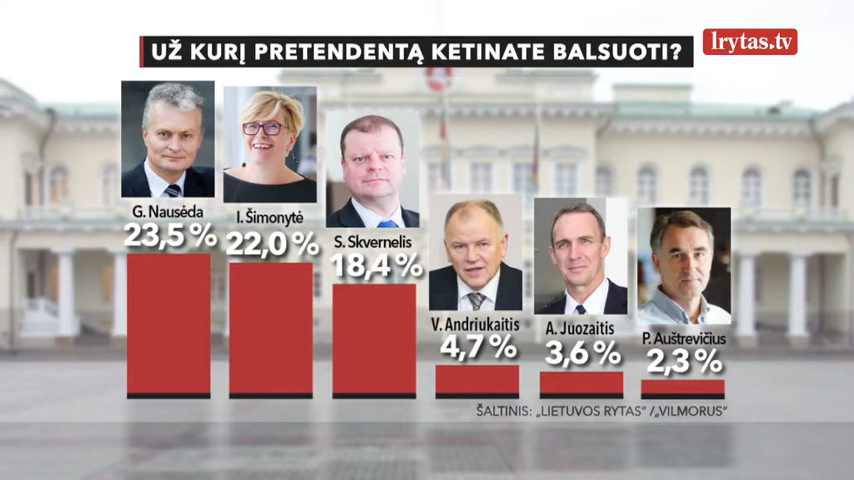 UŽ KURĮ PRETENDENTĄ KETINATE BALSUOTI?
lrytas.tv
G. Nausėda
23,5 %
I. Šimonytė
22,0 %
S. Skvernelis
18,4 %
V. Andriukaitis
4,7 %
A. Juozaitis
3,6 %
P. Auštrevičius
2,3 %
ŠALTINIS: „LIETUVOS RYTAS“ /„VILMORUS“